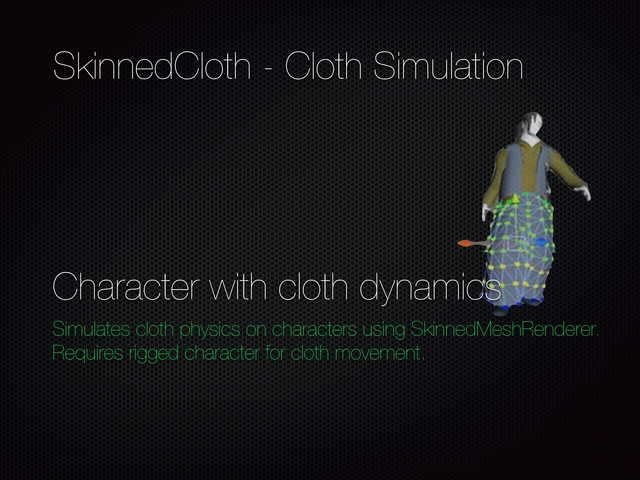 SkinnedCloth - Cloth Simulation
Character with cloth dynamics
Simulates cloth physics on characters using SkinnedMeshRenderer.
Requires rigged character for cloth movement.